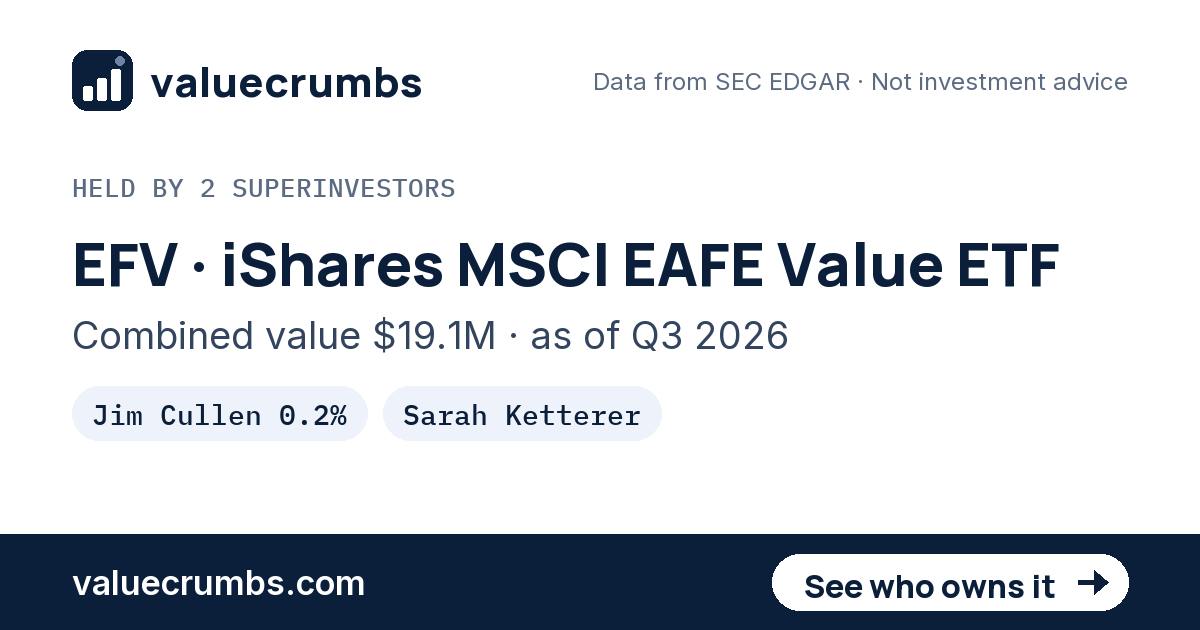 valuecrumbs
Data from SEC EDGAR · Not investment advice
HELD BY 2 SUPERINVESTORS
EFV · iShares MSCI EAFE Value ETF
Combined value $19.1M · as of Q3 2026
Jim Cullen 0.2%
Sarah Ketterer
valuecrumbs.com
See who owns it →